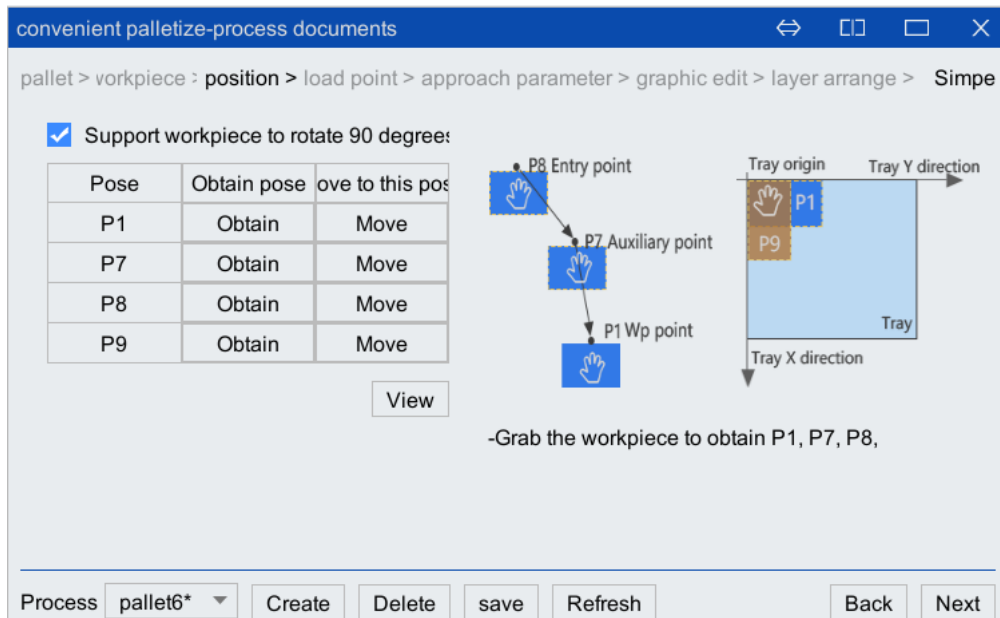 convenient palletize-process documents
pallet > workpiece > position > load point > approach parameter > graphic edit > layer arrange > Simpe
Support workpiece to rotate 90 degrees
Pose Obtain pose ove to this pos
P1 Obtain Move
P7 Obtain Move
P8 Obtain Move
P9 Obtain Move
View
P8 Entry point
P7 Auxiliary point
P1 Wp point
Tray origin
Tray Y direction
P1
P9
Tray
Tray X direction
-Grab the workpiece to obtain P1, P7, P8,
Process pallet6* Create Delete save Refresh Back Next